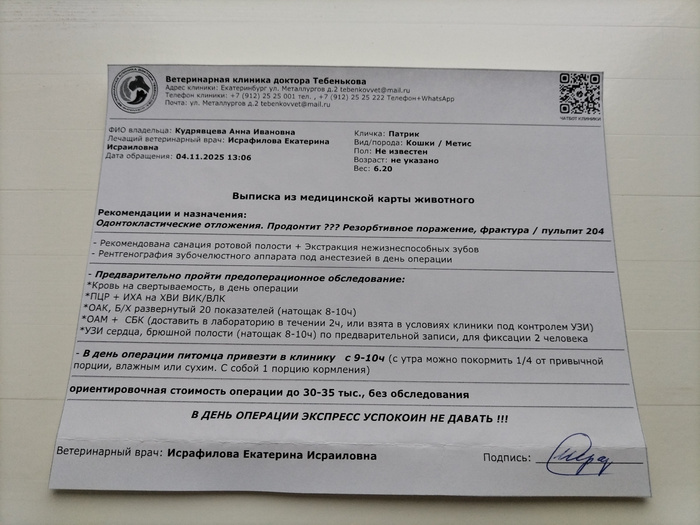 Ветеринарная клиника доктора Тебенькова
Адрес клиники: Екатеринбург ул. Металлургов д.2 tebenkovvet@mail.ru
Телефон клиники: +7 (912) 25 25 001 тел. , +7 (912) 25 25 222 Телефон+WhatsApp
Почта: ул. Металлургов д.2 tebenkovvet@mail.ru
ЧАТБОТ КЛИНИКИ
ФИО владельца: Кудрявцева Анна Ивановна
Лечащий ветеринарный врач: Исрафилова Екатерина
Исраиловна
Дата обращения: 04.11.2025 13:06
Кличка: Патрик
Вид/порода: Кошки / Метис
Пол: Не известен
Возраст: не указано
Вес: 6.20
Выписка из медицинской карты животного
Рекомендации и назначения:
Одонтокластические отложения. Продонтит ??? Резорбтивное поражение, фрактура / пульпит 204
- Рекомендована санация ротовой полости + Экстракция нежизнеспособных зубов
- Рентгенография зубочелюстного аппарата под анестезией в день операции
- Предварительно пройти предоперационное обследование:
*Кровь на свертываемость, в день операции
*ПЦР + ИХА на ХВИ ВИК/ВЛК
*ОАК, Б/Х развернутый 20 показателей (натощак 8-10ч)
*ОАМ + СБК (доставить в лабораторию в течении 2ч, или взята в условиях клиники под контролем УЗИ)
*УЗИ сердца, брюшной полости (натощак 8-10ч) по предварительной записи, для фиксации 2 человека
- В день операции питомца привезти в клинику с 9-10ч (с утра можно покормить 1/4 от привычной
порции, влажным или сухим. С собой 1 порцию кормления)
ориентировочная стоимость операции до 30-35 тыс., без обследования
В ДЕНЬ ОПЕРАЦИИ ЭКСПРЕСС УСПОКОИН НЕ ДАВАТЬ !!!
Ветеринарный врач: Исрафилова Екатерина Исраиловна
Подпись: